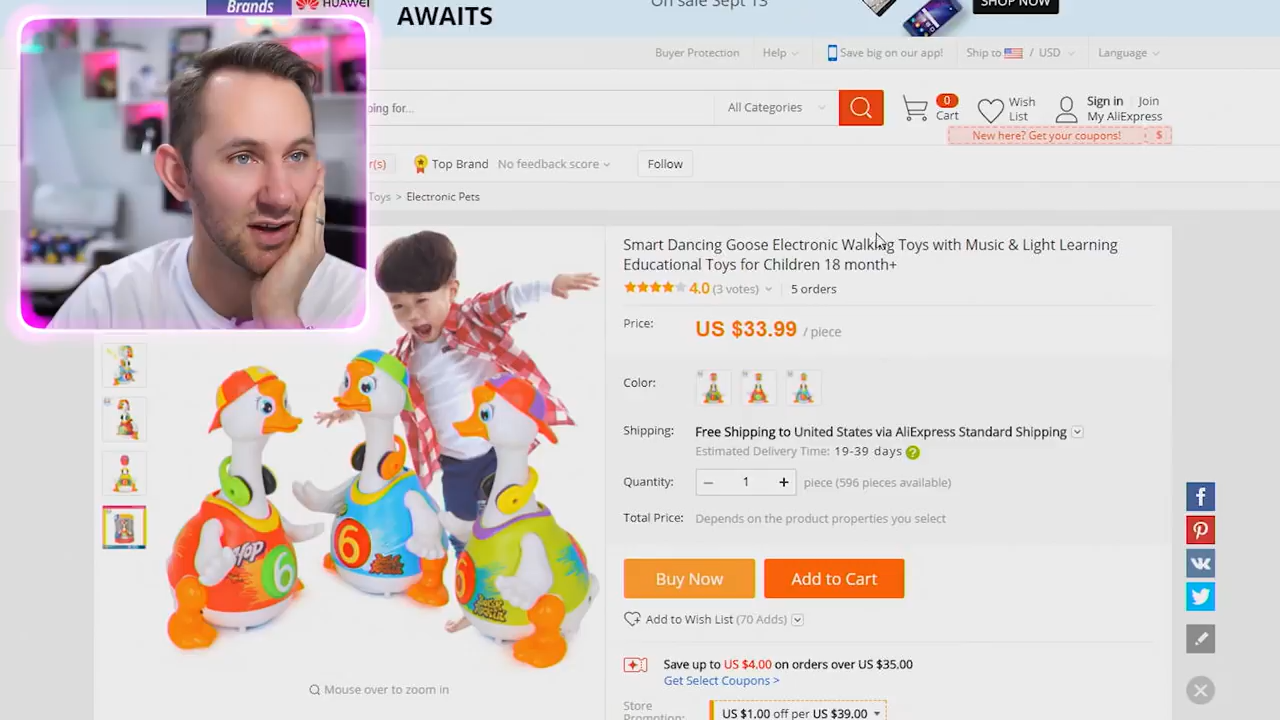 Brands
HUAWEI
AWAITS
On sale Sept 13
SHOP NOW
Buyer Protection
Help
Save big on our app!
Ship to / USD
Language
ping for...
All Categories
0
Cart
Wish
List
Sign in
Join
My AliExpress
New here? Get your coupons!
$
r(s)
Top Brand
No feedback score
Follow
Toys > Electronic Pets
Smart Dancing Goose Electronic Walking Toys with Music & Light Learning
Educational Toys for Children 18 month+
4.0 (3 votes)
5 orders
Price:
US $33.99 / piece
Color:
Shipping:
Free Shipping to United States via AliExpress Standard Shipping
Estimated Delivery Time: 19-39 days ?
Quantity:
− 1 + piece (596 pieces available)
Total Price:
Depends on the product properties you select
Buy Now
Add to Cart
Add to Wish List (70 Adds)
Save up to US $4.00 on orders over US $35.00
Get Select Coupons >
Store
Promotion:
US $1.00 off per US $39.00
Mouse over to zoom in
6
6
6